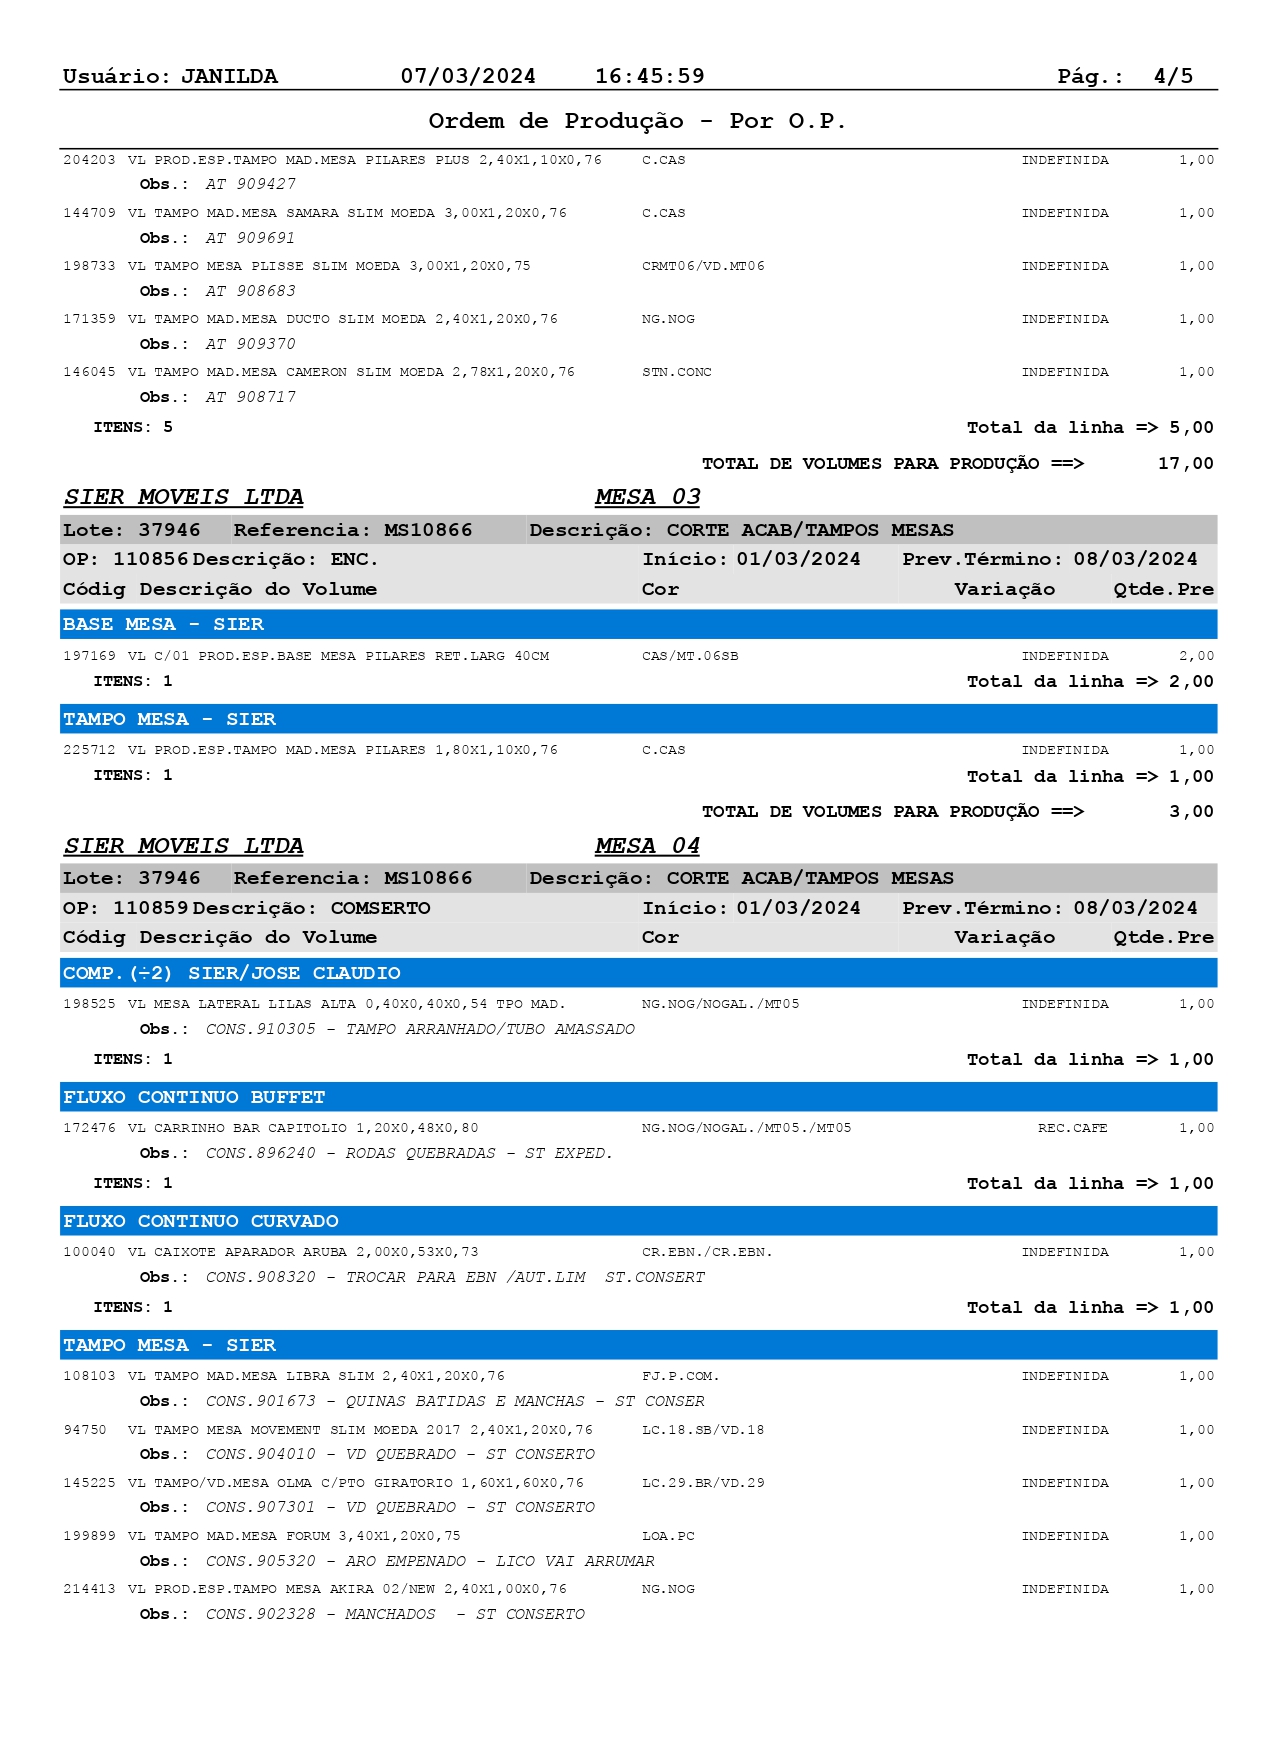 Usuário: JANILDA 07/03/2024 16:45:59 Pág.: 4/5
Ordem de Produção - Por O.P.
204203 VL PROD.ESP.TAMPO MAD.MESA PILARES PLUS 2,40X1,10X0,76 C.CAS INDEFINIDA 1,00
Obs.: AT 909427
144709 VL TAMPO MAD.MESA SAMARA SLIM MOEDA 3,00X1,20X0,76 C.CAS INDEFINIDA 1,00
Obs.: AT 909691
198733 VL TAMPO MESA PLISSE SLIM MOEDA 3,00X1,20X0,75 CRMT06/VD.MT06 INDEFINIDA 1,00
Obs.: AT 908683
171359 VL TAMPO MAD.MESA DUCTO SLIM MOEDA 2,40X1,20X0,76 NG.NOG INDEFINIDA 1,00
Obs.: AT 909370
146045 VL TAMPO MAD.MESA CAMERON SLIM MOEDA 2,78X1,20X0,76 STN.CONC INDEFINIDA 1,00
Obs.: AT 908717
ITENS: 5 Total da linha => 5,00
TOTAL DE VOLUMES PARA PRODUÇÃO ==> 17,00
SIER MOVEIS LTDA MESA 03
Lote: 37946 Referencia: MS10866 Descrição: CORTE ACAB/TAMPOS MESAS
OP: 110856 Descrição: ENC. Início: 01/03/2024 Prev.Término: 08/03/2024
Códig Descrição do Volume Cor Variação Qtde.Pre
BASE MESA - SIER
197169 VL C/01 PROD.ESP.BASE MESA PILARES RET.LARG 40CM CAS/MT.06SB INDEFINIDA 2,00
ITENS: 1 Total da linha => 2,00
TAMPO MESA - SIER
225712 VL PROD.ESP.TAMPO MAD.MESA PILARES 1,80X1,10X0,76 C.CAS INDEFINIDA 1,00
ITENS: 1 Total da linha => 1,00
TOTAL DE VOLUMES PARA PRODUÇÃO ==> 3,00
SIER MOVEIS LTDA MESA 04
Lote: 37946 Referencia: MS10866 Descrição: CORTE ACAB/TAMPOS MESAS
OP: 110859 Descrição: COMSERTO Início: 01/03/2024 Prev.Término: 08/03/2024
Códig Descrição do Volume Cor Variação Qtde.Pre
COMP.(÷2) SIER/JOSE CLAUDIO
198525 VL MESA LATERAL LILAS ALTA 0,40X0,40X0,54 TPO MAD. NG.NOG/NOGAL./MT05 INDEFINIDA 1,00
Obs.: CONS.910305 - TAMPO ARRANHADO/TUBO AMASSADO
ITENS: 1 Total da linha => 1,00
FLUXO CONTINUO BUFFET
172476 VL CARRINHO BAR CAPITOLIO 1,20X0,48X0,80 NG.NOG/NOGAL./MT05./MT05 REC.CAFE 1,00
Obs.: CONS.896240 - RODAS QUEBRADAS - ST EXPED.
ITENS: 1 Total da linha => 1,00
FLUXO CONTINUO CURVADO
100040 VL CAIXOTE APARADOR ARUBA 2,00X0,53X0,73 CR.EBN./CR.EBN. INDEFINIDA 1,00
Obs.: CONS.908320 - TROCAR PARA EBN /AUT.LIM ST.CONSERT
ITENS: 1 Total da linha => 1,00
TAMPO MESA - SIER
108103 VL TAMPO MAD.MESA LIBRA SLIM 2,40X1,20X0,76 FJ.P.COM. INDEFINIDA 1,00
Obs.: CONS.901673 - QUINAS BATIDAS E MANCHAS - ST CONSER
94750 VL TAMPO MESA MOVEMENT SLIM MOEDA 2017 2,40X1,20X0,76 LC.18.SB/VD.18 INDEFINIDA 1,00
Obs.: CONS.904010 - VD QUEBRADO - ST CONSERTO
145225 VL TAMPO/VD.MESA OLMA C/PTO GIRATORIO 1,60X1,60X0,76 LC.29.BR/VD.29 INDEFINIDA 1,00
Obs.: CONS.907301 - VD QUEBRADO - ST CONSERTO
199899 VL TAMPO MAD.MESA FORUM 3,40X1,20X0,75 LOA.PC INDEFINIDA 1,00
Obs.: CONS.905320 - ARO EMPENADO - LICO VAI ARRUMAR
214413 VL PROD.ESP.TAMPO MESA AKIRA 02/NEW 2,40X1,00X0,76 NG.NOG INDEFINIDA 1,00
Obs.: CONS.902328 - MANCHADOS - ST CONSERTO